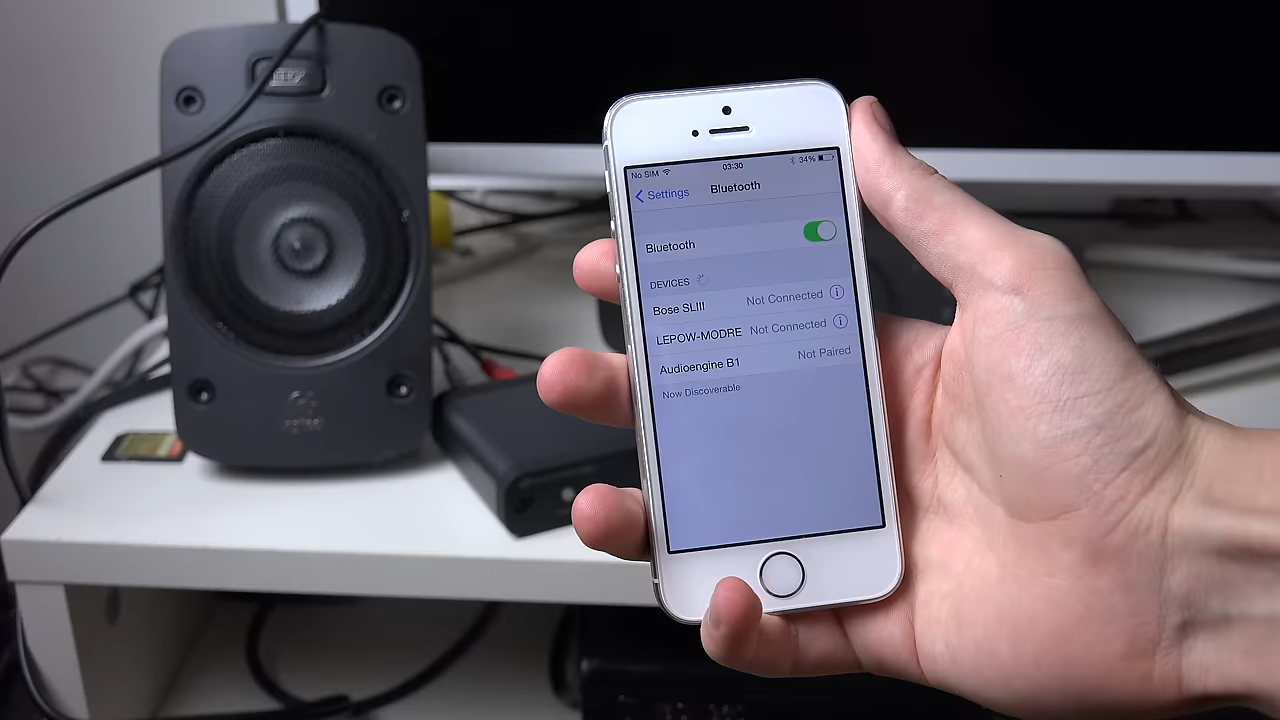 No SIM 03:30 34%
Settings Bluetooth
Bluetooth
DEVICES
Bose SLIII Not Connected
LEPOW-MODRE Not Connected
Audioengine B1 Not Paired
Now Discoverable